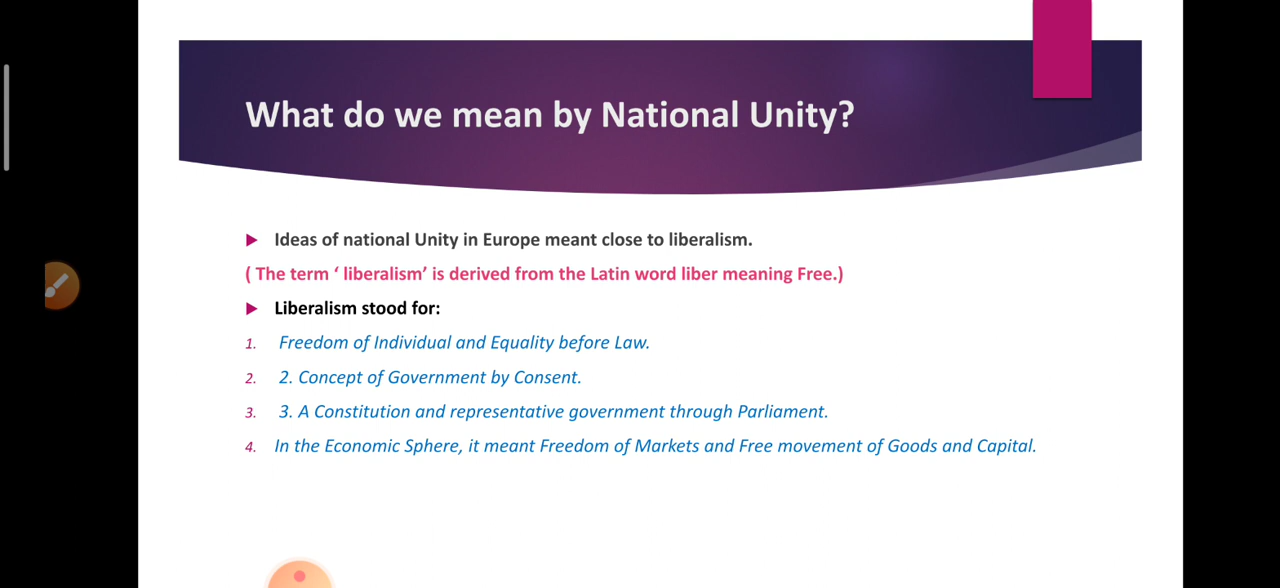 What do we mean by National Unity?
▶ Ideas of national Unity in Europe meant close to liberalism.
( The term ‘ liberalism’ is derived from the Latin word liber meaning Free.)
▶ Liberalism stood for:
1. Freedom of Individual and Equality before Law.
2. 2. Concept of Government by Consent.
3. 3. A Constitution and representative government through Parliament.
4. In the Economic Sphere, it meant Freedom of Markets and Free movement of Goods and Capital.